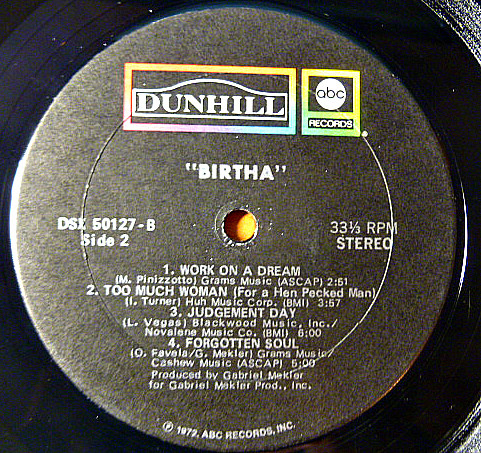 DUNHILL
abc
RECORDS
"BIRTHA"
DSX 50127-B
Side 2
33⅓ RPM
STEREO
1. WORK ON A DREAM
(M. Pinizzotto) Grams Music (ASCAP) 2:51
2. TOO MUCH WOMAN (For a Hen Pecked Man)
(I. Turner) Huh Music Corp. (BMI) 3:57
3. JUDGEMENT DAY
(L. Vegas) Blackwood Music, Inc./
Novalene Music Co. (BMI) 6:00
4. FORGOTTEN SOUL
(O. Favela/G. Mekler) Grams Music/
Cashew Music (ASCAP) 5:00
Produced by Gabriel Mekler
for Gabriel Mekler Prod., Inc.
℗ 1972, ABC RECORDS, INC.